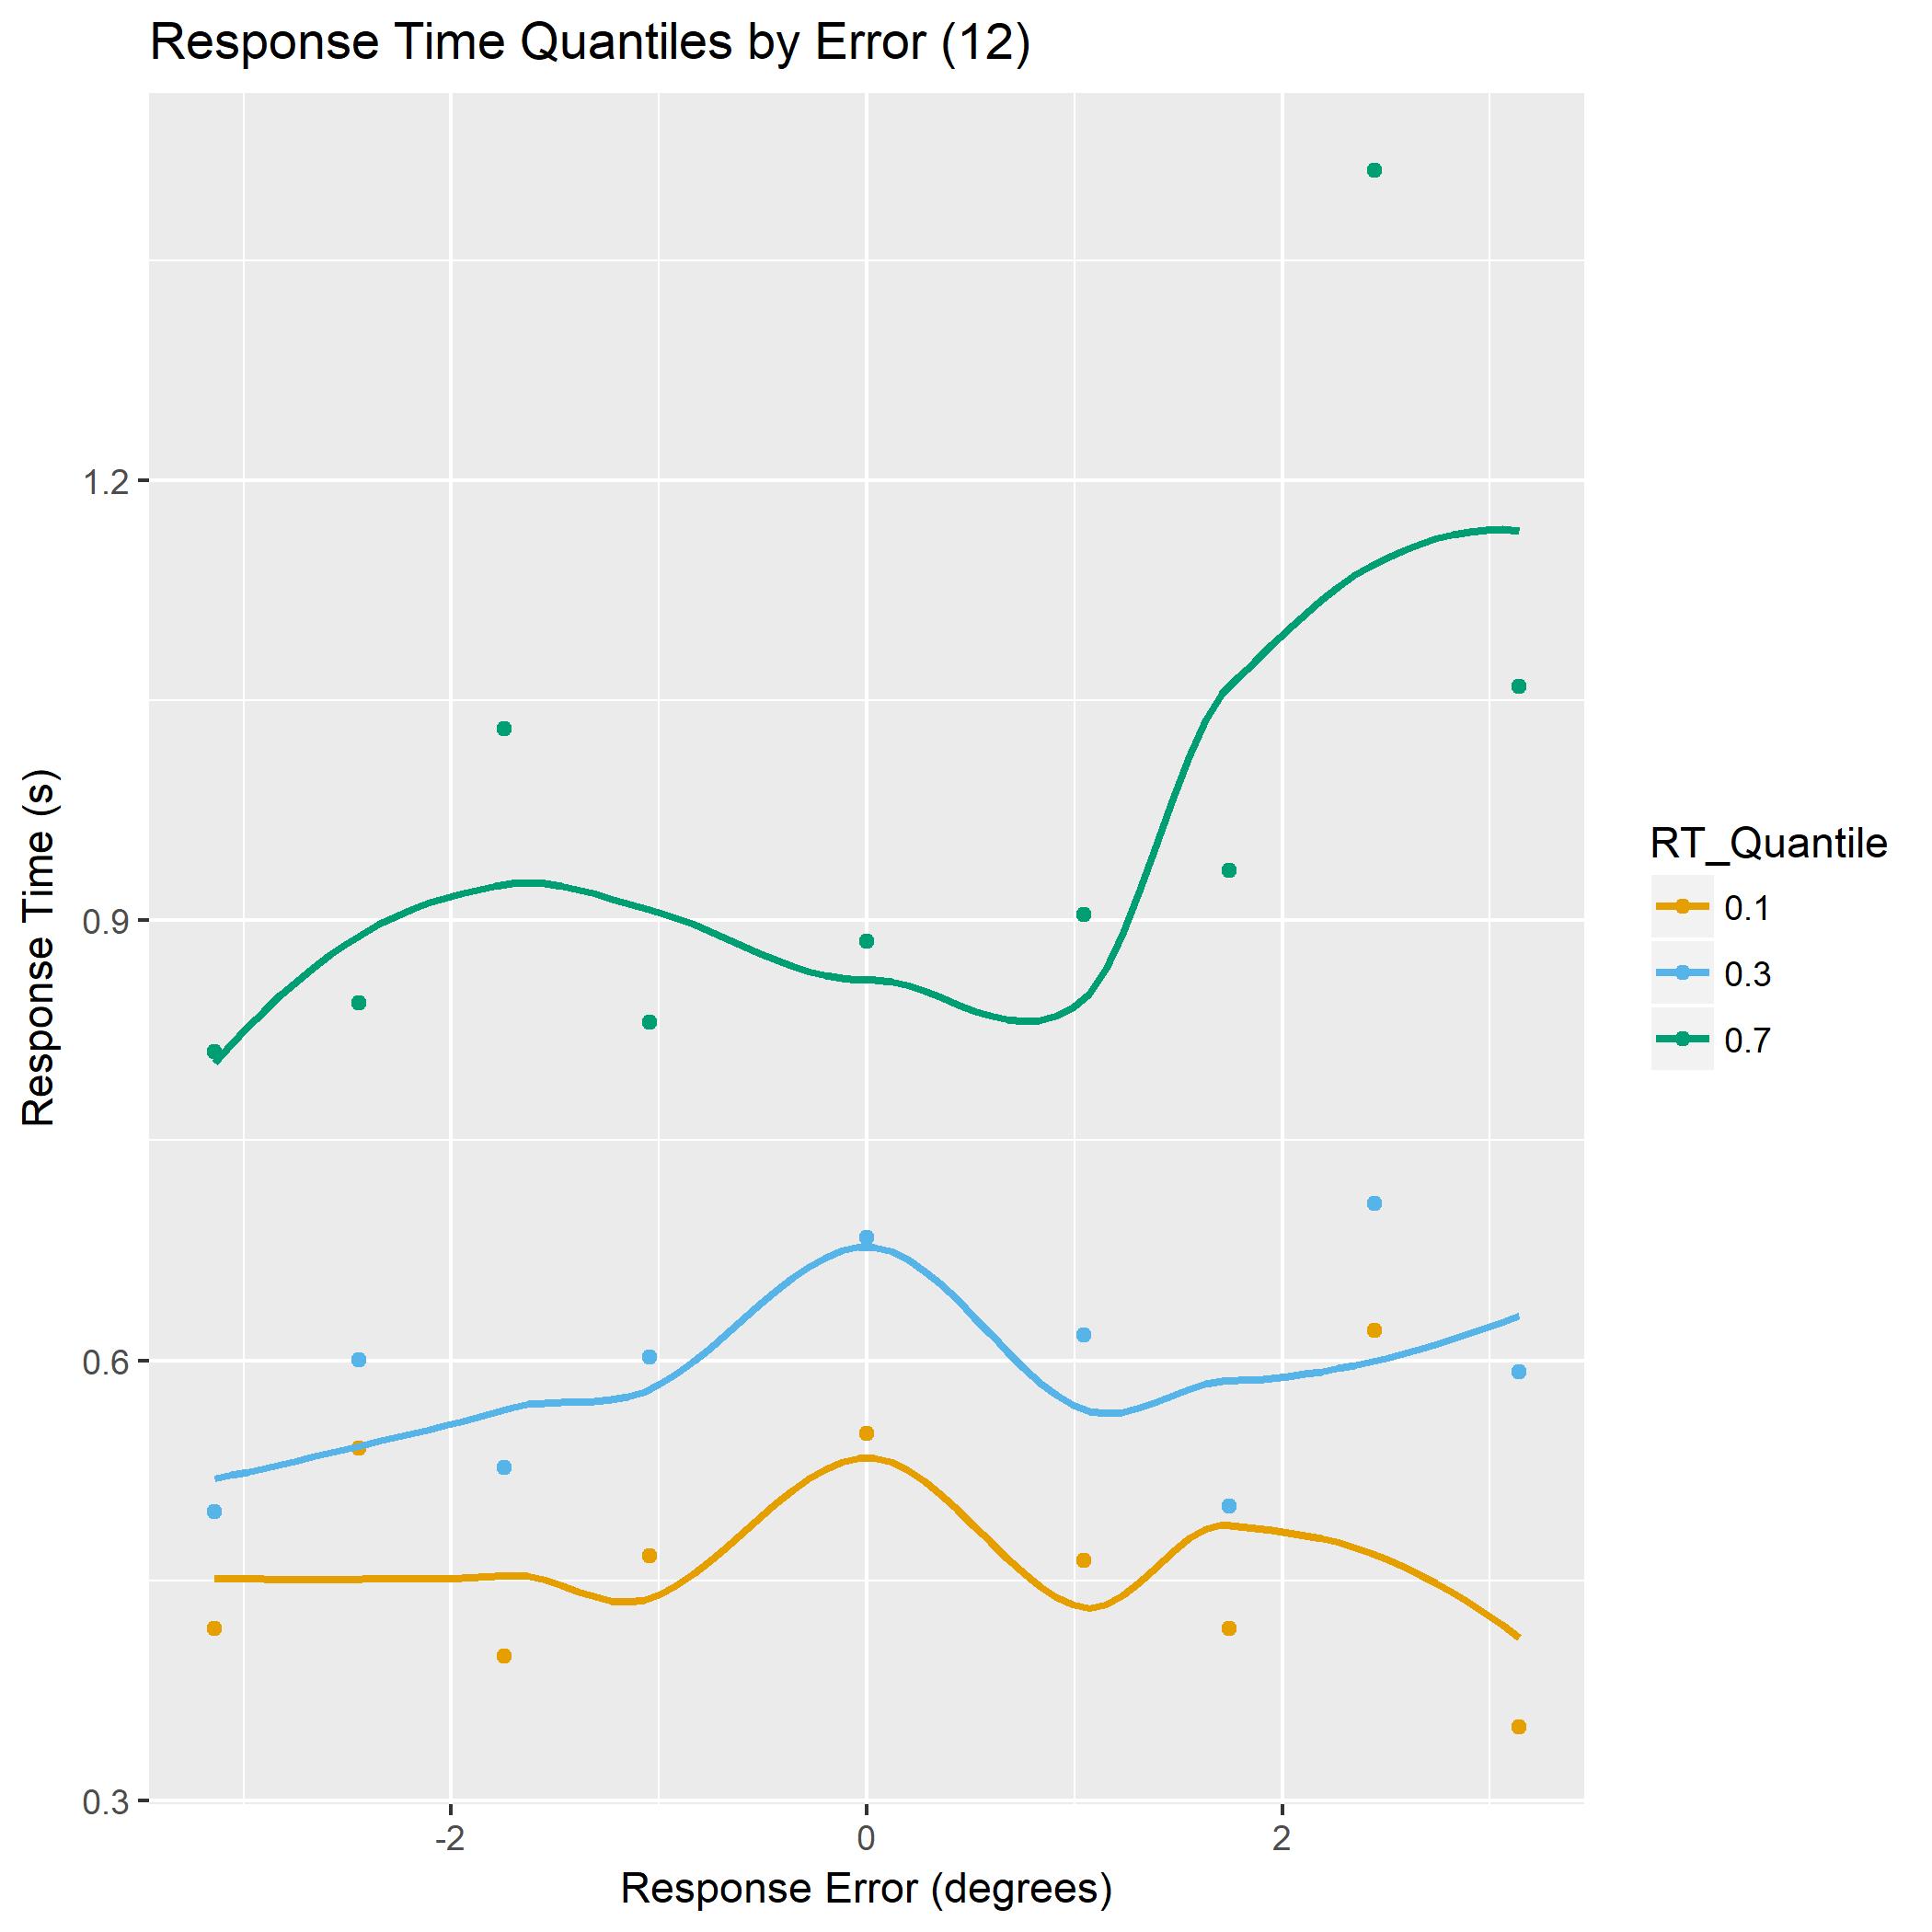 Response Time Quantiles by Error (12)
Response Time (s)
1.2
0.9
0.6
0.3
-2
0
2
Response Error (degrees)
RT_Quantile
0.1
0.3
0.7